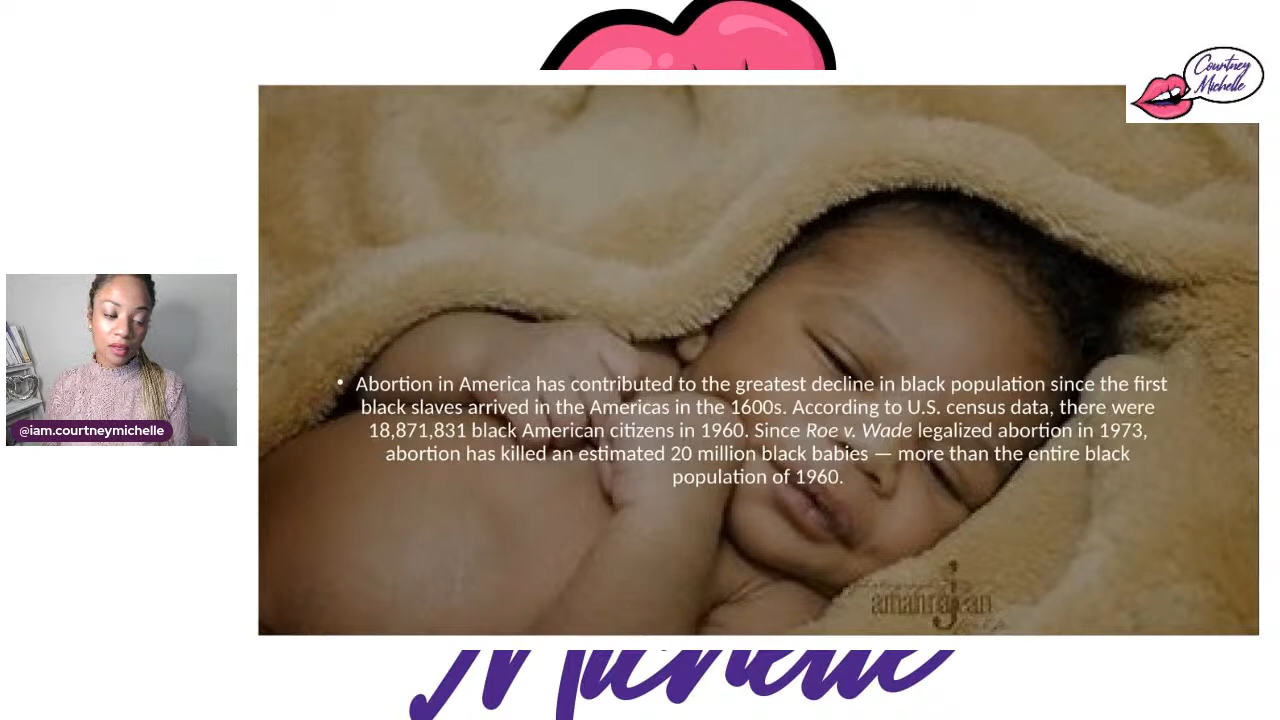 Courtney
Michelle
• Abortion in America has contributed to the greatest decline in black population since the first
black slaves arrived in the Americas in the 1600s. According to U.S. census data, there were
18,871,831 black American citizens in 1960. Since Roe v. Wade legalized abortion in 1973,
abortion has killed an estimated 20 million black babies — more than the entire black
population of 1960.
@iam.courtneymichelle
Michelle